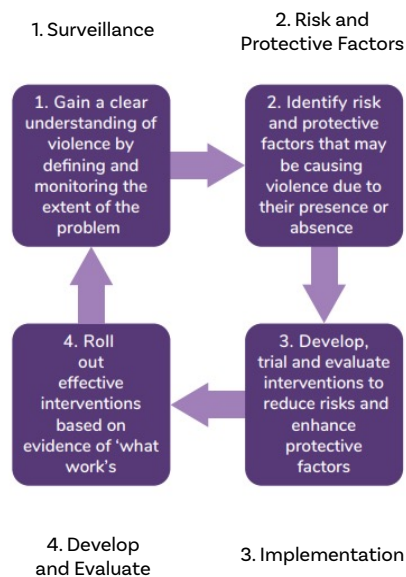 1. Surveillance
2. Risk and
Protective Factors
1. Gain a clear
understanding of
violence by
defining and
monitoring the
extent of the
problem
2. Identify risk
and protective
factors that may
be causing
violence due to
their presence or
absence
4. Roll
out
effective
interventions
based on
evidence of ‘what
work’s
3. Develop,
trial and evaluate
interventions to
reduce risks and
enhance
protective
factors
4. Develop
and Evaluate
3. Implementation